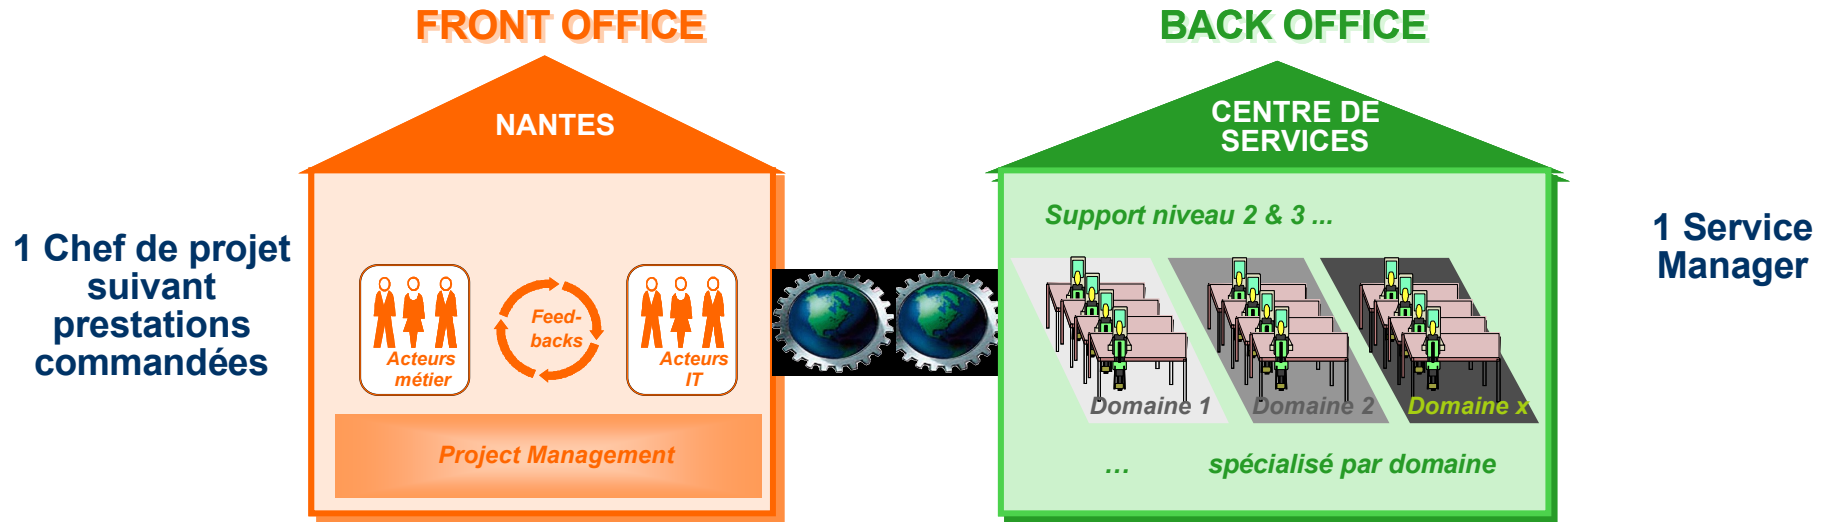 FRONT OFFICE
BACK OFFICE
NANTES
CENTRE DE
SERVICES
1 Chef de projet
suivant
prestations
commandées
Acteurs
métier
Feed-
backs
Acteurs
IT
Project Management
Support niveau 2 & 3 ...
Domaine 1
Domaine 2
Domaine x
... spécialisé par domaine
1 Service
Manager